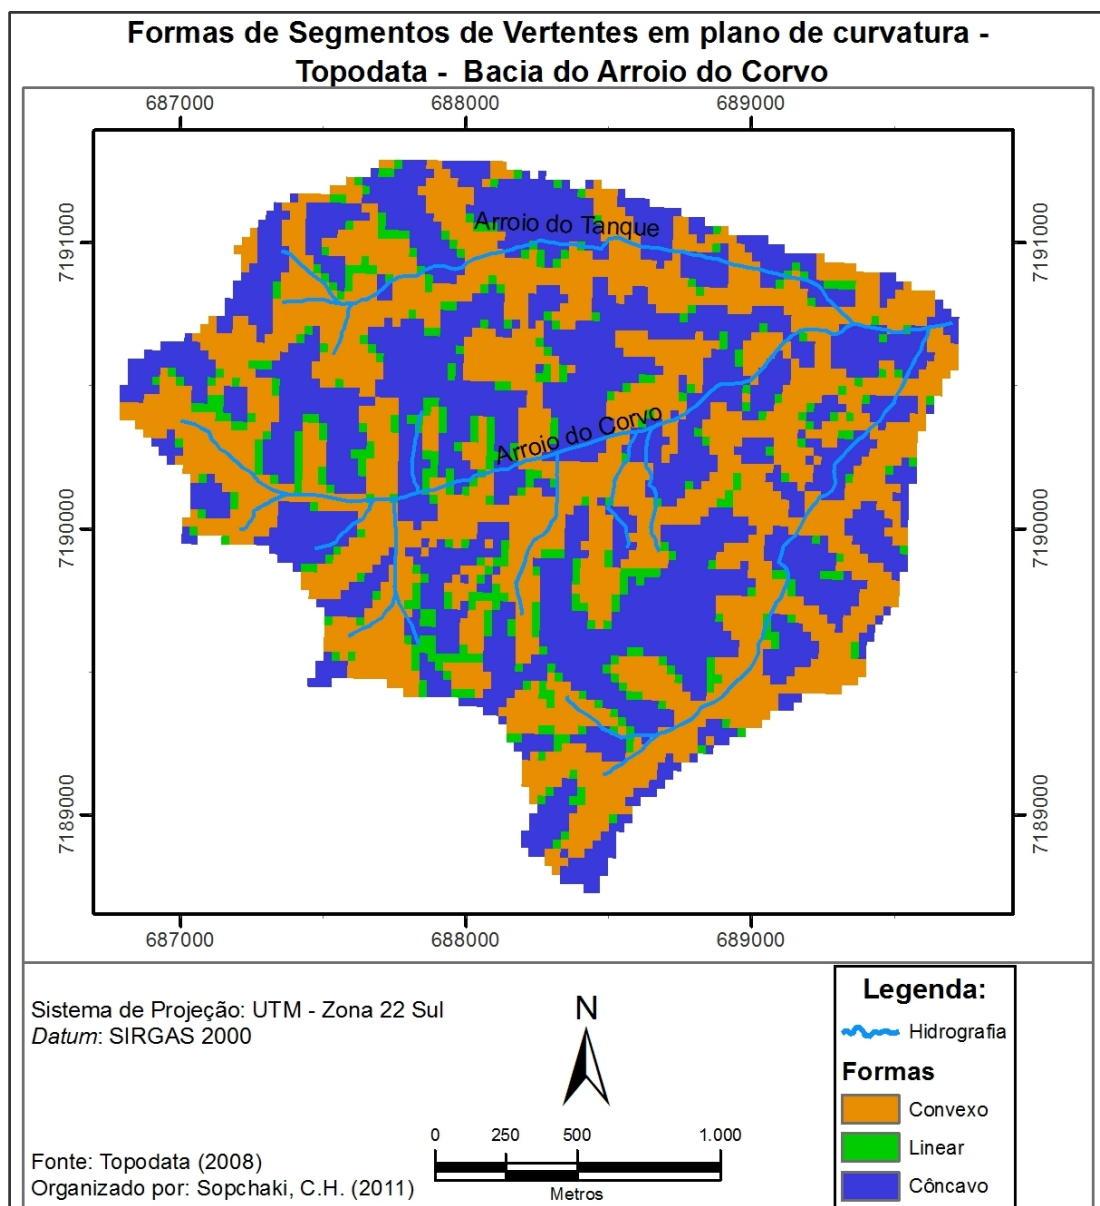 Formas de Segmentos de Vertentes em plano de curvatura -
Topodata - Bacia do Arroio do Corvo
687000 688000 689000
7191000 7191000
Arroio do Tanque
Arroio do Corvo
7190000 7190000
7189000 7189000
687000 688000 689000
Sistema de Projeção: UTM - Zona 22 Sul
Datum: SIRGAS 2000
N
0 250 500 1.000
Metros
Fonte: Topodata (2008)
Organizado por: Sopchaki, C.H. (2011)
Legenda:
Hidrografia
Formas
Convexo
Linear
Côncavo